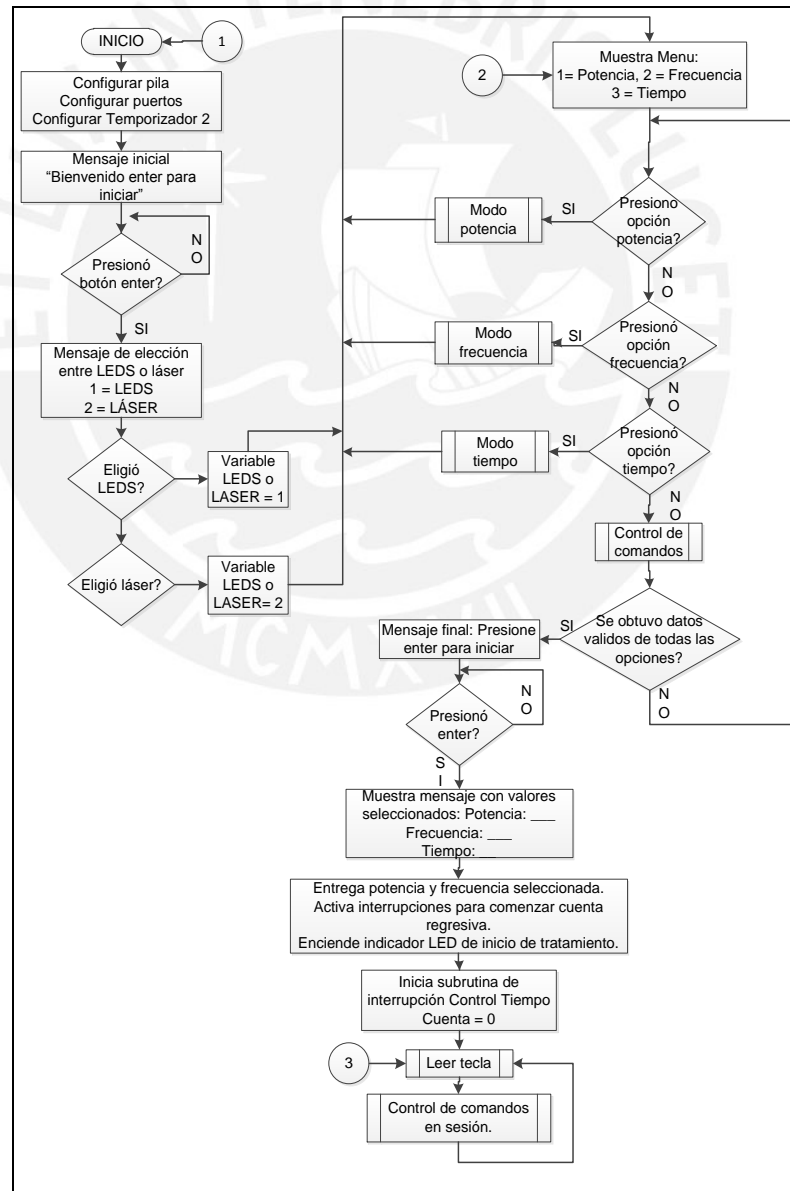 INICIO
1
Configurar pila
Configurar puertos
Configurar Temporizador 2
Mensaje inicial
“Bienvenido enter para
iniciar”
N
O
Presionó
botón enter?
SI
Mensaje de elección
entre LEDS o láser
1 = LEDS
2 = LÁSER
Eligió
LEDS?
Variable
LEDS o
LASER = 1
Eligió láser?
Variable
LEDS o
LASER= 2
2
Muestra Menu:
1= Potencia, 2 = Frecuencia
3 = Tiempo
Presiono
opción
potencia?
SI
Modo
potencia
N
O
Presionó
opción
frecuencia?
SI
Modo
frecuencia
N
O
Presionó
opción
tiempo?
SI
Modo
tiempo
N
O
Control de
comandos
Se obtuvo datos
validos de todas las
opciones?
SI
N
O
Mensaje final: Presione
enter para iniciar
N
O
Presionó
enter?
S
I
Muestra mensaje con valores
seleccionados: Potencia: ___
Frecuencia: ___
Tiempo: __
Entrega potencia y frecuencia seleccionada.
Activa interrupciones para comenzar cuenta
regresiva.
Enciende indicador LED de inicio de tratamiento.
Inicia subrutina de
interrupción Control Tiempo
Cuenta = 0
3
Leer tecla
Control de comandos
en sesión.
ET LUX IN TENEBRIS LUCET
MCMXVII